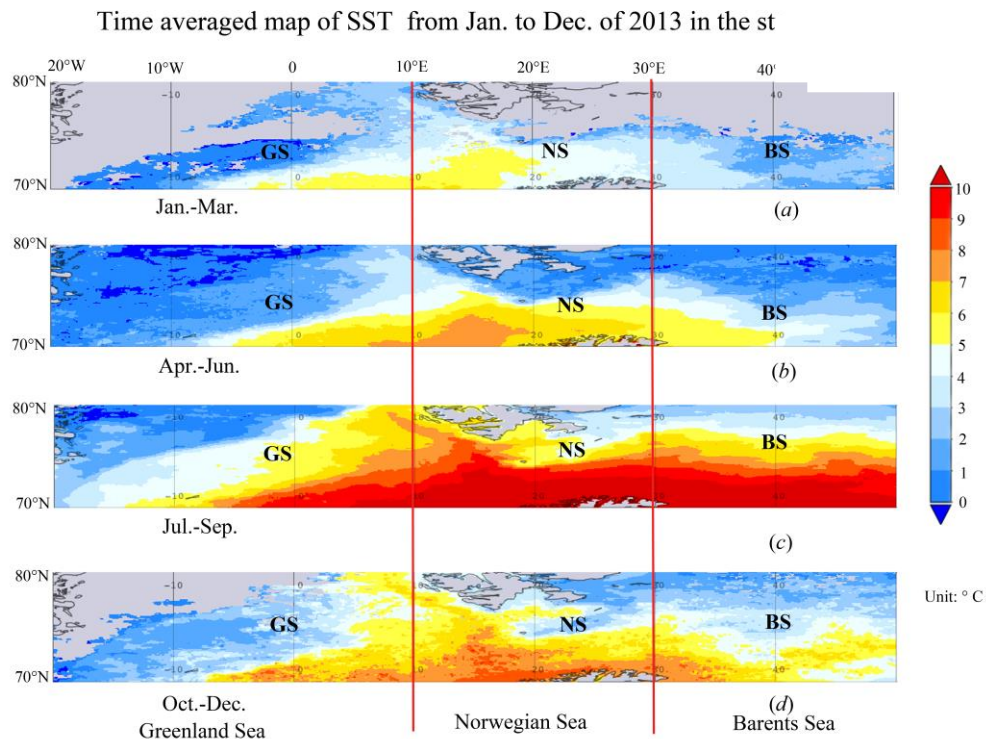 Time averaged map of SST from Jan. to Dec. of 2013 in the st
20°W 10°W 0 10°E 20°E 30°E 40'
80°N
GS NS BS
70°N
Jan.-Mar. (a)
80°N
GS NS BS
70°N
Apr.-Jun. (b)
80°N
GS NS BS
70°N
Jul.-Sep. (c)
80°N
GS NS BS
70°N
Oct.-Dec. (d)
Greenland Sea Norwegian Sea Barents Sea
10
9
8
7
6
5
4
3
2
1
0
Unit: ° C